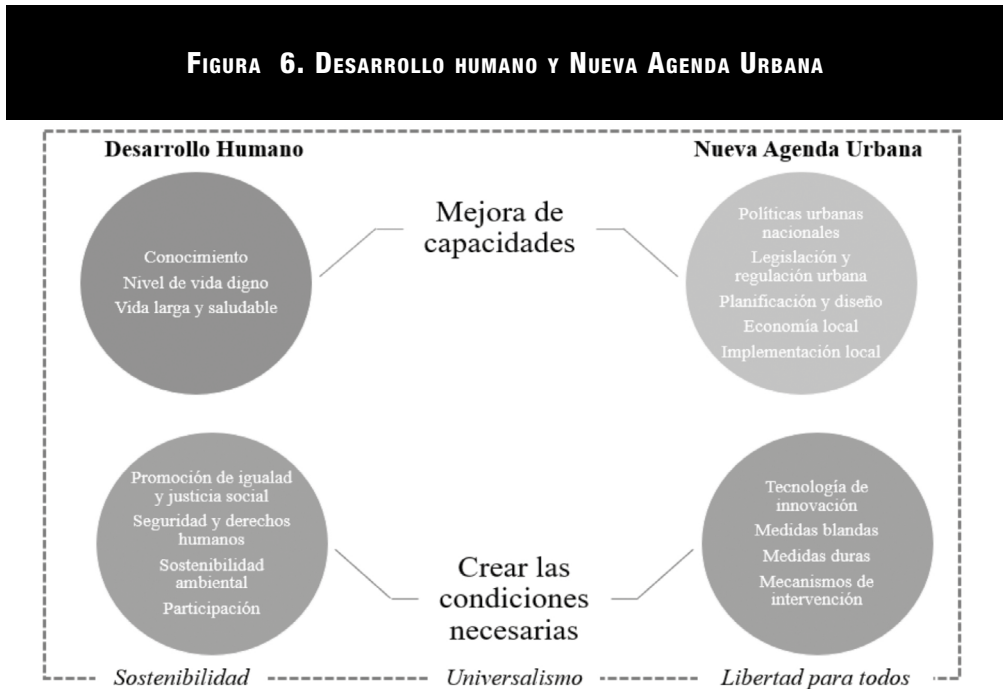 FIGURA 6. DESARROLLO HUMANO Y NUEVA AGENDA URBANA
Desarrollo Humano
Conocimiento
Nivel de vida digno
Vida larga y saludable
Mejora de
capacidades
Nueva Agenda Urbana
Políticas urbanas
nacionales
Legislación y
regulación urbana
Planificación y diseño
Economía local
Implementación local
Promoción de igualdad
y justicia social
Seguridad y derechos
humanos
Sostenibilidad
ambiental
Participación
Crear las
condiciones
necesarias
Tecnología de
innovación
Medidas blandas
Medidas duras
Mecanismos de
intervención
Sostenibilidad
Universalismo
Libertad para todos